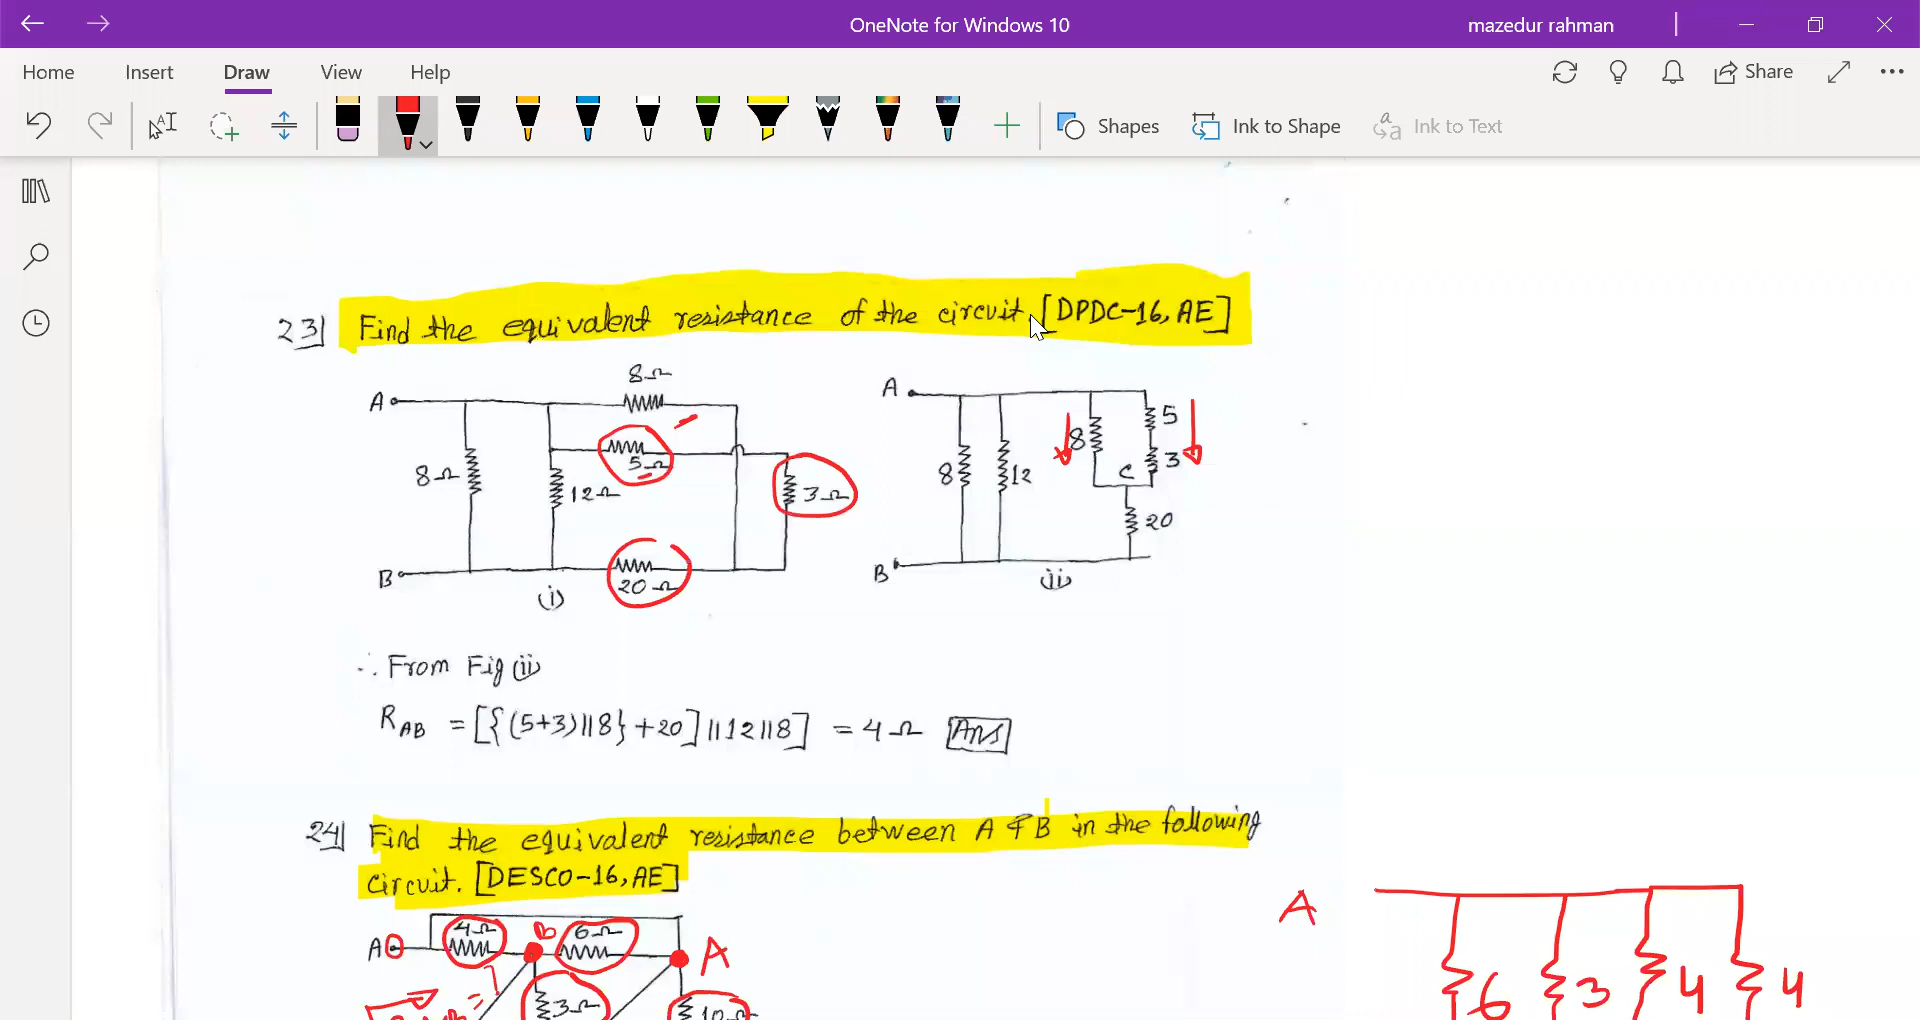 OneNote for Windows 10
mazedur rahman
Home Insert Draw View Help
Share
Shapes
Ink to Shape
Ink to Text
23| Find the equivalent resistance of the circuit. [DPDC-16, AE]
A
8Ω
5Ω
8Ω
12Ω
3Ω
20Ω
B
(i)
A
8
12
8
5
3
C
20
B
(ii)
∴ From Fig (ii)
R_AB = [{(5+3)||8}+20]||12||8] = 4Ω Ans
24| Find the equivalent resistance between A & B in the following
circuit. [DESCO-16, AE]
A
4Ω
B
6Ω
A
3Ω
10Ω
A
6
3
4
4